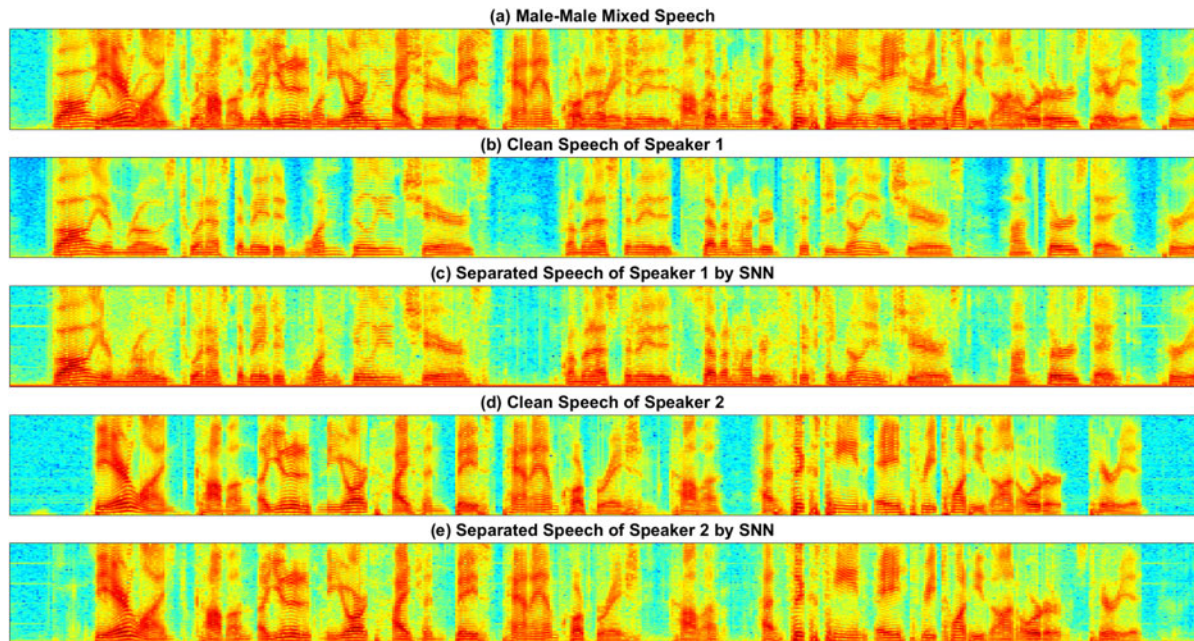 (a) Male-Male Mixed Speech
(b) Clean Speech of Speaker 1
(c) Separated Speech of Speaker 1 by SNN
(d) Clean Speech of Speaker 2
(e) Separated Speech of Speaker 2 by SNN